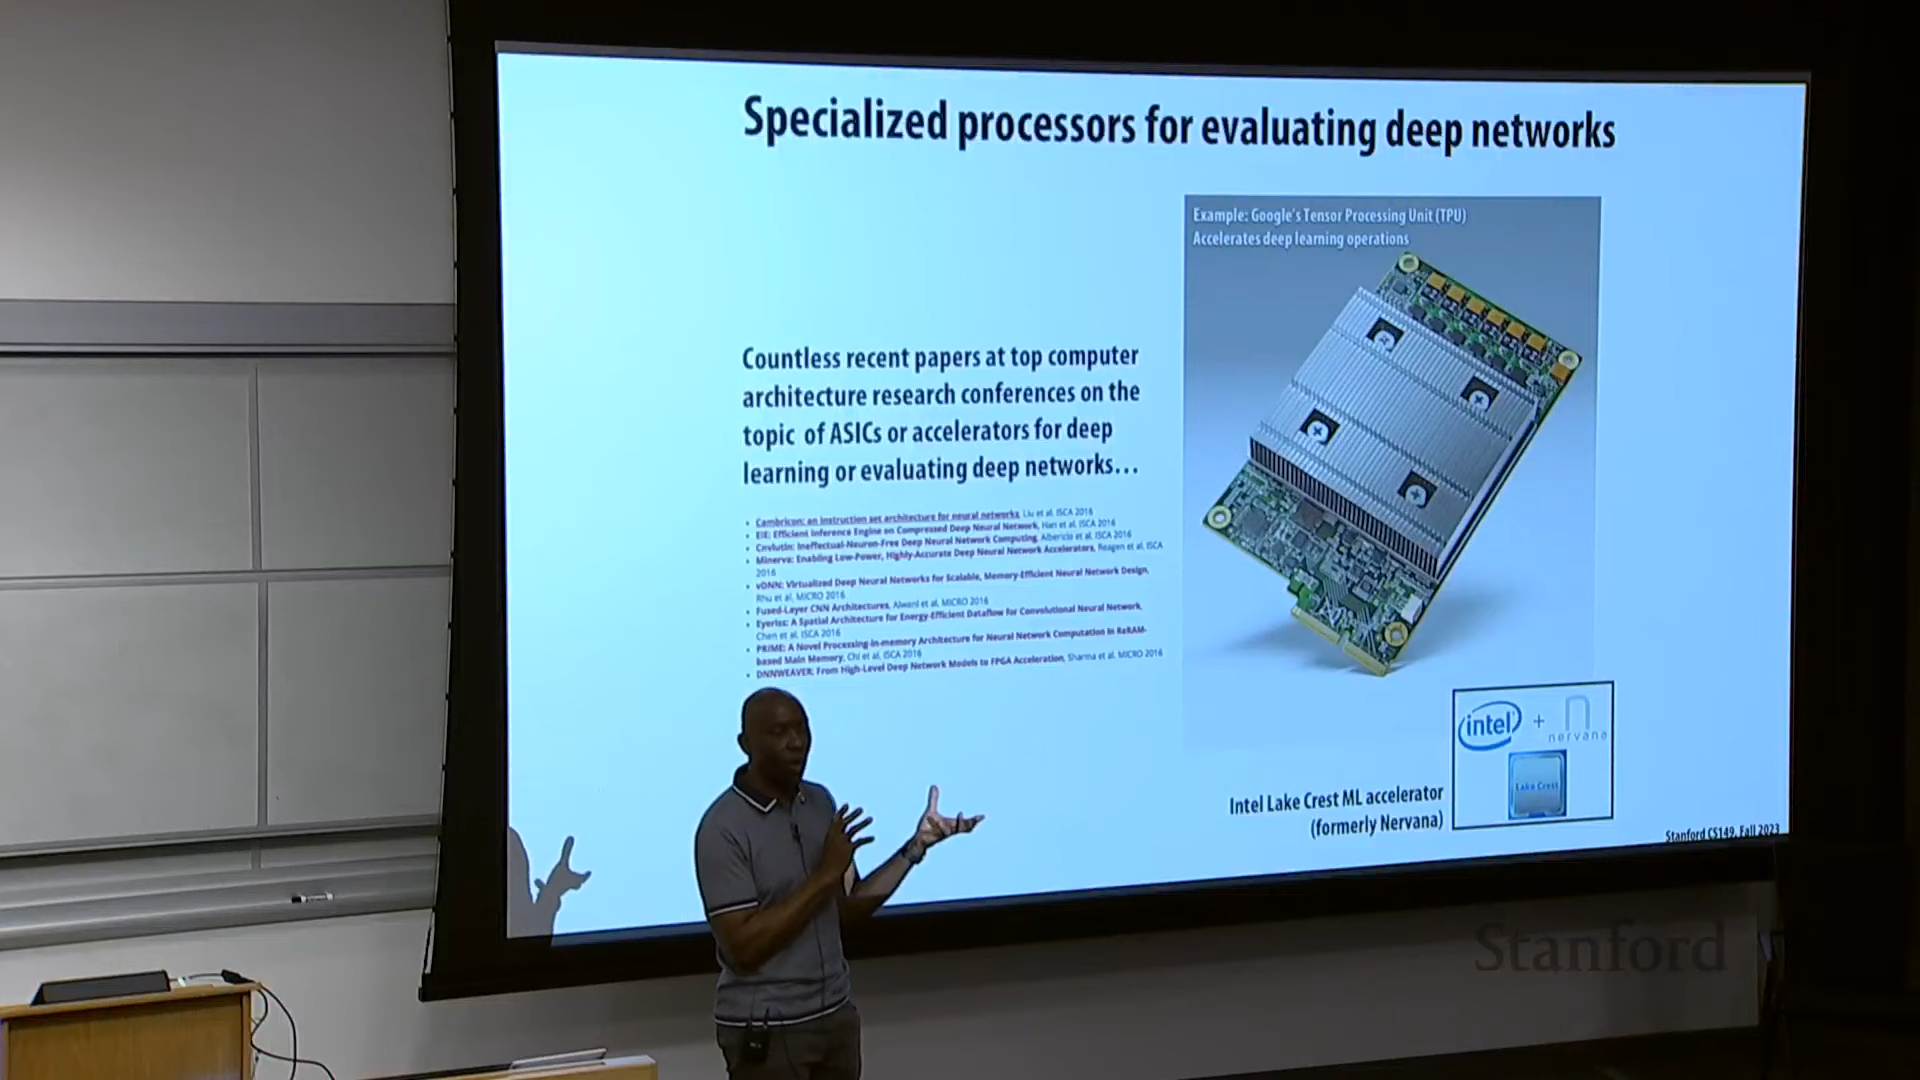 Specialized processors for evaluating deep networks
Example: Google's Tensor Processing Unit (TPU)
Accelerates deep learning operations
Countless recent papers at top computer
architecture research conferences on the
topic of ASICs or accelerators for deep
learning or evaluating deep networks…
• Cambricon: an instruction set architecture for neural networks, Liu et al. ISCA 2016
• EIE: Efficient Inference Engine on Compressed Deep Neural Network, Han et al. ISCA 2016
• Cnvlutin: Ineffectual-Neuron-Free Deep Neural Network Computing, Albericio et al. ISCA 2016
• Minerva: Enabling Low-Power, Highly-Accurate Deep Neural Network Accelerators, Reagen et al. ISCA
2016
• vDNN: Virtualized Deep Neural Networks for Scalable, Memory-Efficient Neural Network Design,
Rhu et al. MICRO 2016
• Fused-Layer CNN Architectures, Alwani et al. MICRO 2016
• Eyeriss: A Spatial Architecture for Energy-Efficient Dataflow for Convolutional Neural Network,
Chen et al. ISCA 2016
• PRIME: A Novel Processing-in-memory Architecture for Neural Network Computation in ReRAM-
based Main Memory, Chi et al. ISCA 2016
• DNNWEAVER: From High-Level Deep Network Models to FPGA Acceleration, Sharma et al. MICRO 2016
intel + n
nervana
Lake Crest
Intel Lake Crest ML accelerator
(formerly Nervana)
Stanford CS149, Fall 2023
Stanford